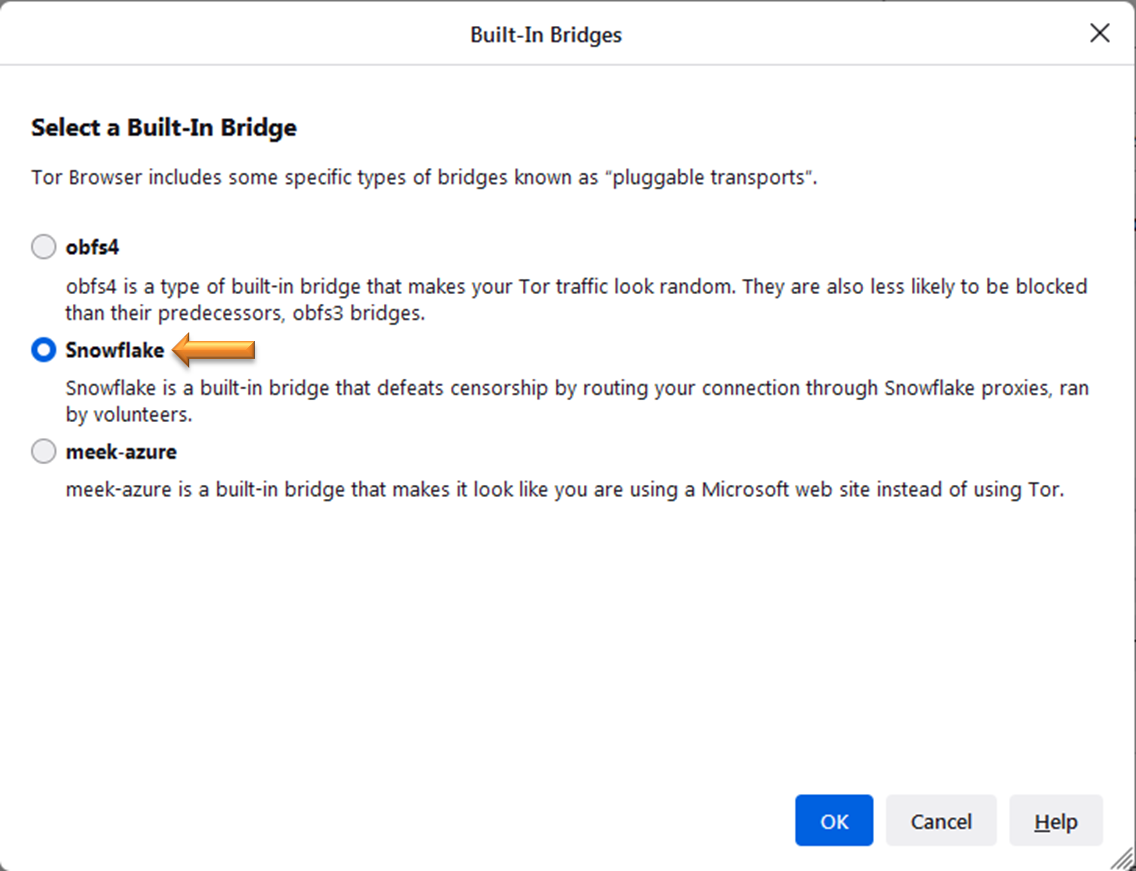 Built-In Bridges
Select a Built-In Bridge
Tor Browser includes some specific types of bridges known as “pluggable transports”.
obfs4
obfs4 is a type of built-in bridge that makes your Tor traffic look random. They are also less likely to be blocked
than their predecessors, obfs3 bridges.
Snowflake
Snowflake is a built-in bridge that defeats censorship by routing your connection through Snowflake proxies, ran
by volunteers.
meek-azure
meek-azure is a built-in bridge that makes it look like you are using a Microsoft web site instead of using Tor.
OK Cancel Help